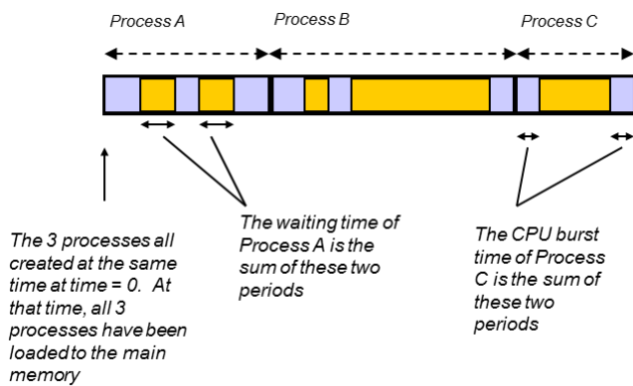 Process A
Process B
Process C
The 3 processes all
created at the same
time at time = 0. At
that time, all 3
processes have been
loaded to the main
memory
The waiting time of
Process A is the
sum of these two
periods
The CPU burst
time of Process
C is the sum of
these two
periods